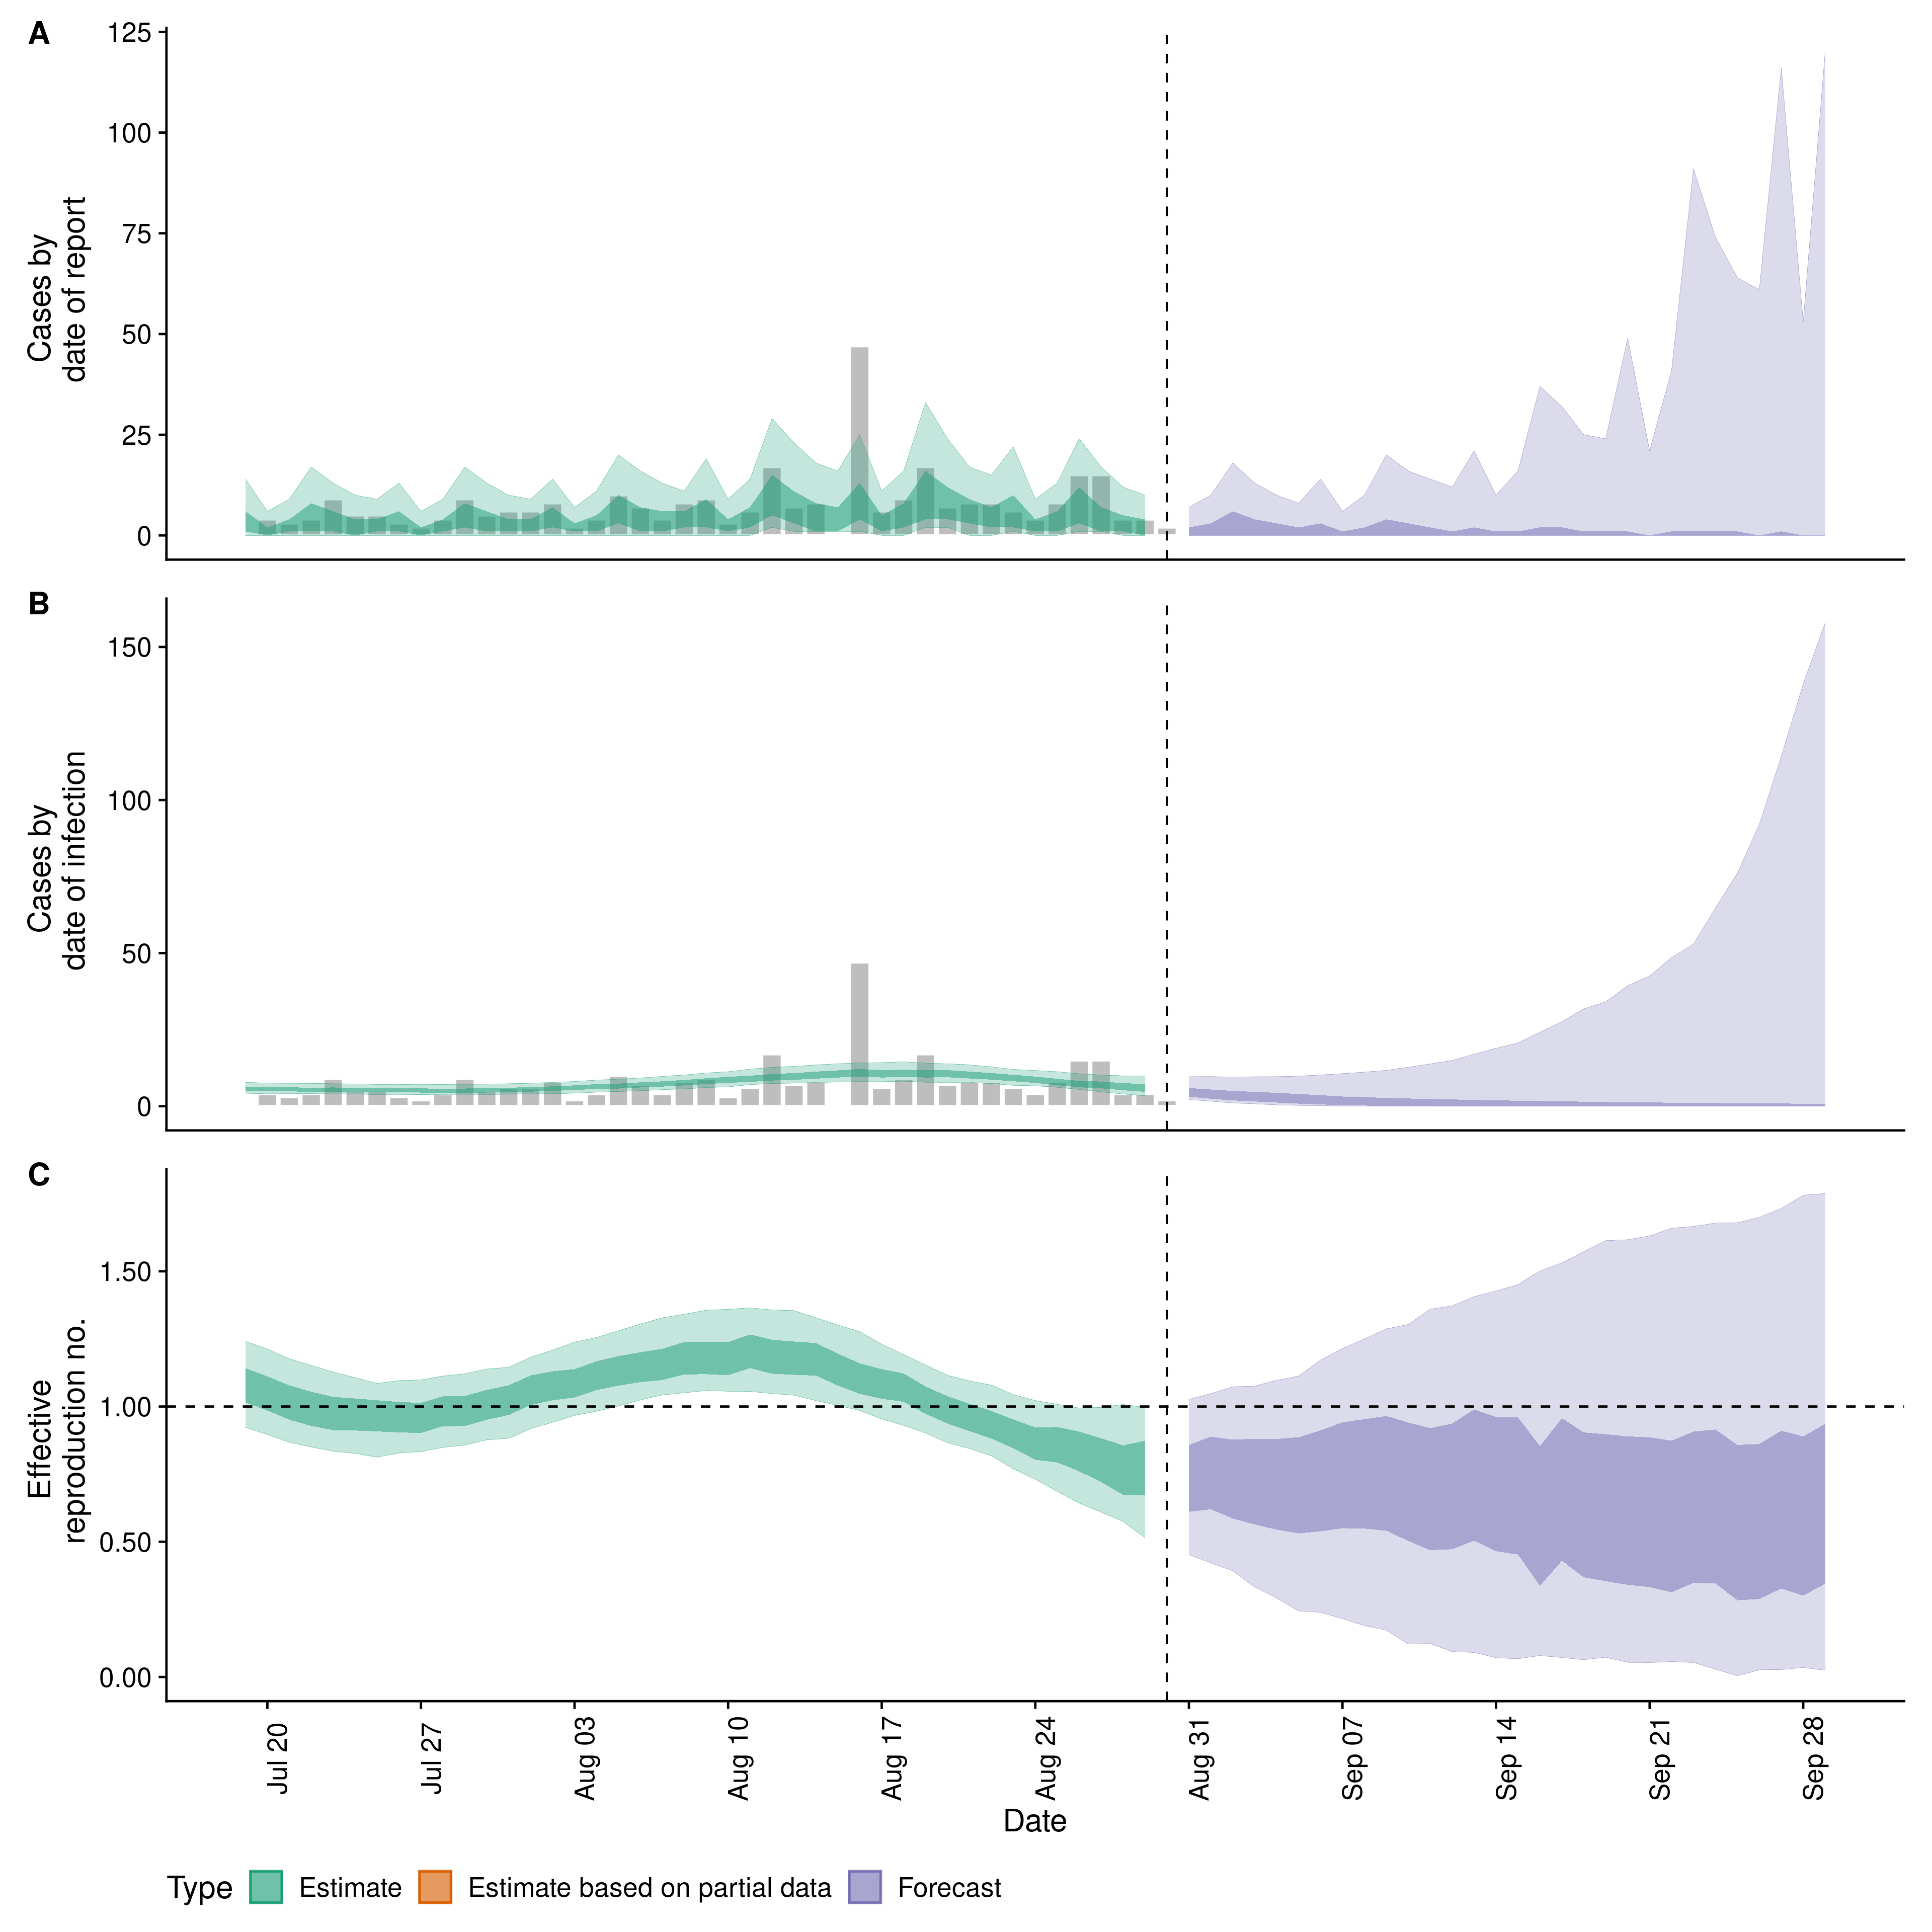 A
125
100
75
50
25
0
Cases by
date of report
B
150
100
50
0
Cases by
date of infection
C
1.50
1.00
0.50
0.00
Effective
reproduction no.
Jul 20
Jul 27
Aug 03
Aug 10
Aug 17
Aug 24
Aug 31
Sep 07
Sep 14
Sep 21
Sep 28
Date
Type Estimate Estimate based on partial data Forecast